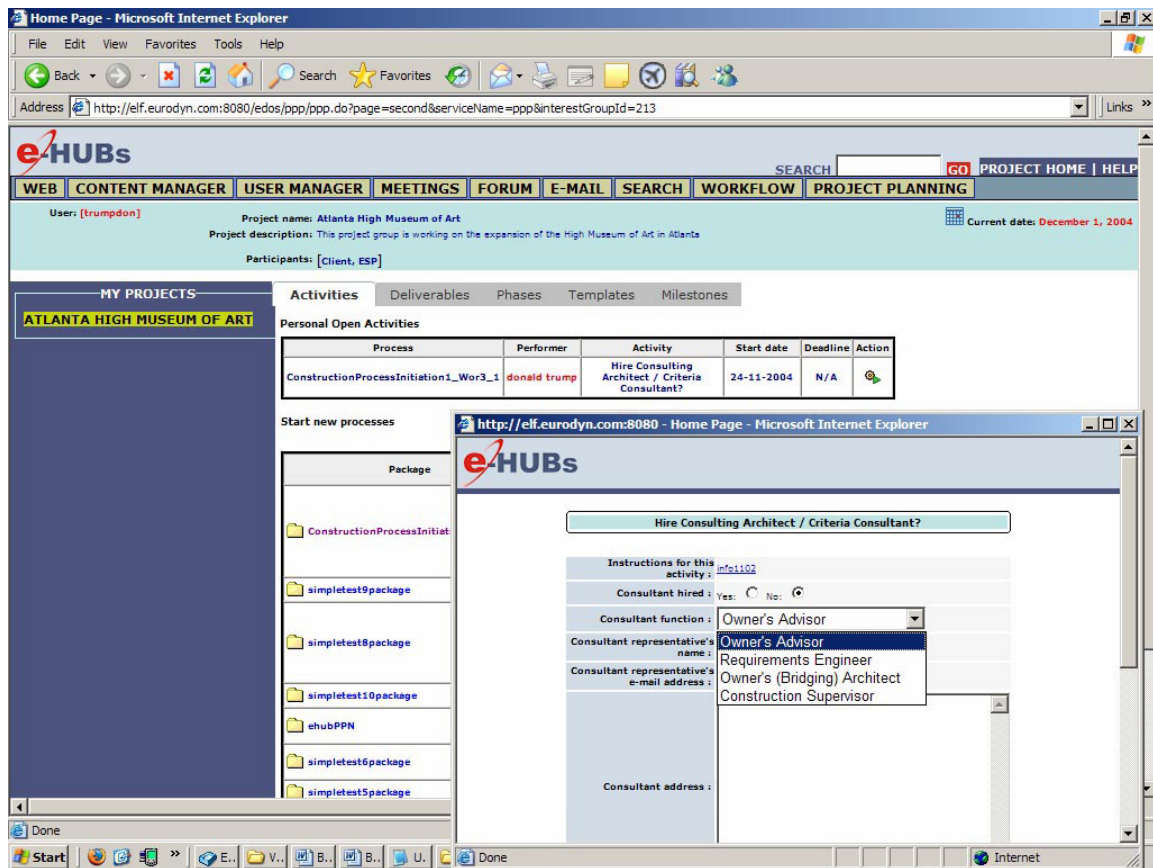 Home Page - Microsoft Internet Explorer
File Edit View Favorites Tools Help
Back Search Favorites
Address http://elf.eurodyn.com:8080/edos/ppp/ppp.do?page=second&serviceName=ppp&interestGroupId=213 Links »
e-HUBs
SEARCH GO PROJECT HOME | HELP
WEB CONTENT MANAGER USER MANAGER MEETINGS FORUM E-MAIL SEARCH WORKFLOW PROJECT PLANNING
User: [trumpdon] Project name: Atlanta High Museum of Art Current date: December 1, 2004
Project description: This project group is working on the expansion of the High Museum of Art in Atlanta
Participants: [Client, ESP]
MY PROJECTS
ATLANTA HIGH MUSEUM OF ART
Activities Deliverables Phases Templates Milestones
Personal Open Activities
Process Performer Activity Start date Deadline Action
ConstructionProcessInitiation1_Wor3_1 donald trump Hire Consulting Architect / Criteria Consultant? 24-11-2004 N/A
Start new processes
Package
ConstructionProcessInitiat
simpletest9package
simpletest8package
simpletest10package
ehubPPN
simpletest6package
simpletest5package
http://elf.eurodyn.com:8080 - Home Page - Microsoft Internet Explorer
e-HUBs
Hire Consulting Architect / Criteria Consultant?
Instructions for this activity : info1102
Consultant hired : Yes: No:
Consultant function : Owner's Advisor
Owner's Advisor
Requirements Engineer
Owner's (Bridging) Architect
Construction Supervisor
Consultant representative's name :
Consultant representative's e-mail address :
Consultant address :
Done
Done Internet
Start » E.. V.. B.. B.. U.